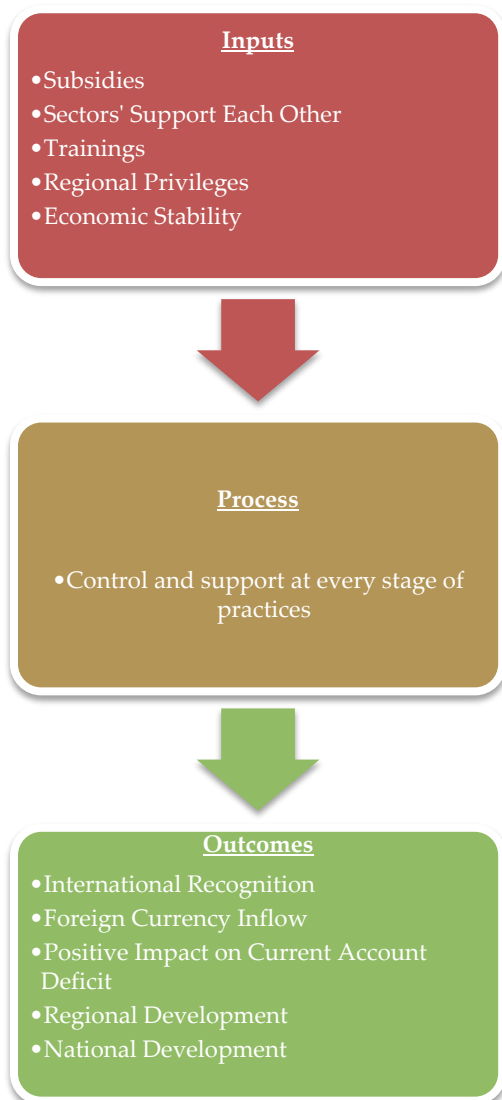 Inputs
•Subsidies
•Sectors' Support Each Other
•Trainings
•Regional Privileges
•Economic Stability
Process
•Control and support at every stage of
practices
Outcomes
•International Recognition
•Foreign Currency Inflow
•Positive Impact on Current Account
Deficit
•Regional Development
•National Development